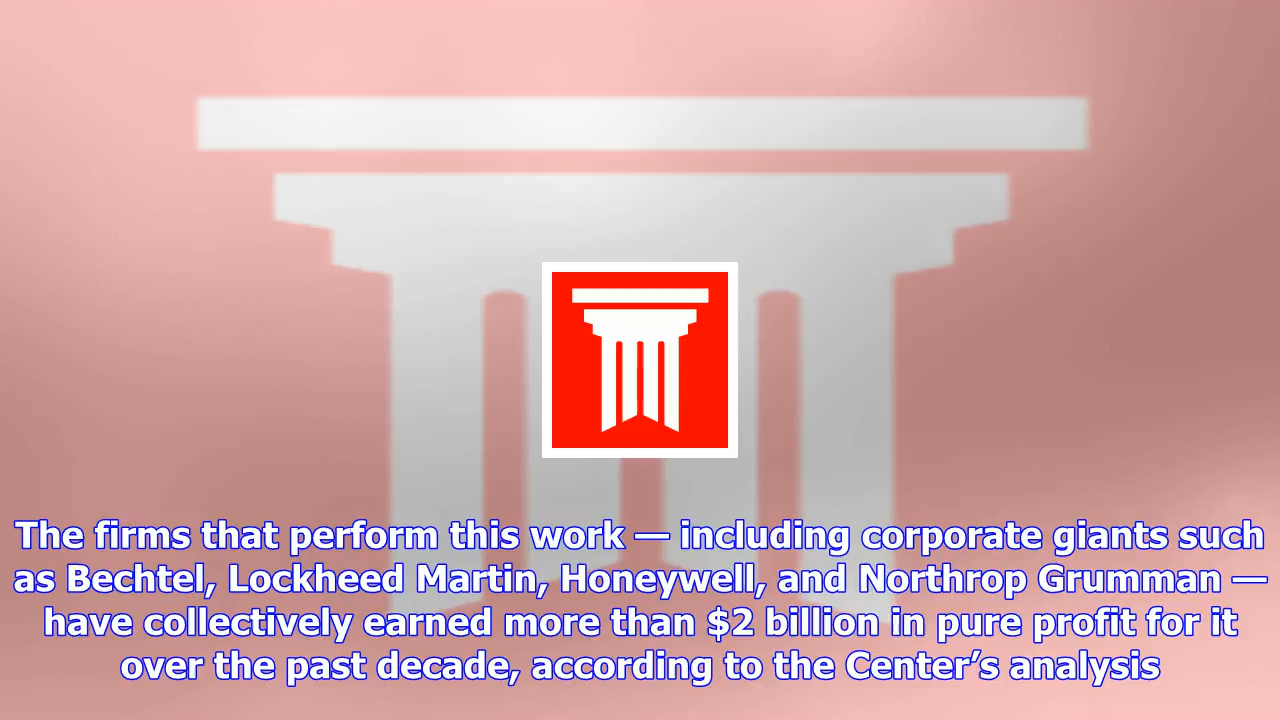 The firms that perform this work — including corporate giants such
as Bechtel, Lockheed Martin, Honeywell, and Northrop Grumman —
have collectively earned more than $2 billion in pure profit for it
over the past decade, according to the Center’s analysis